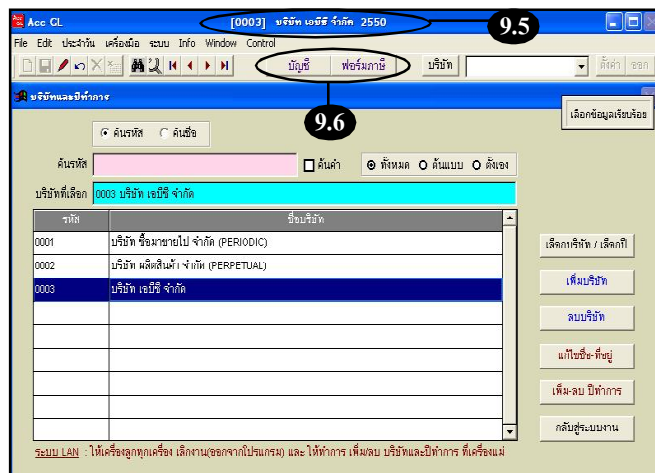 Acc GL [0003] บริษัท เอบีซี จำกัด 2550
9.5
File Edit ประจำวัน เครื่องมือ ระบบ Info Window Control
บัญชี ฟอร์มภาษี บริษัท ตั้งค่า ออก
บริษัทและปีทำการ
9.6
เลือกข้อมูลเรียบร้อย
ค้นรหัส ค้นชื่อ
ค้นรหัส ค้นคำ ทั้งหมด ต้นแบบ ตั้งเอง
บริษัทที่เลือก 0003 บริษัท เอบีซี จำกัด
รหัส ชื่อบริษัท
0001 บริษัท ซื้อมาขายไป จำกัด (PERIODIC)
0002 บริษัท ผลิตสินค้า จำกัด (PERPETUAL)
0003 บริษัท เอบีซี จำกัด
เลือกบริษัท / เลือกปี
เพิ่มบริษัท
ลบบริษัท
แก้ไขชื่อ-ที่อยู่
เพิ่ม-ลบ ปีทำการ
กลับสู่ระบบงาน
ระบบ LAN : ให้เครื่องลูกทุกเครื่อง เลิกงาน(ออกจากโปรแกรม) และ ให้ทำการ เพิ่ม/ลบ บริษัทและปีทำการ ที่เครื่องแม่